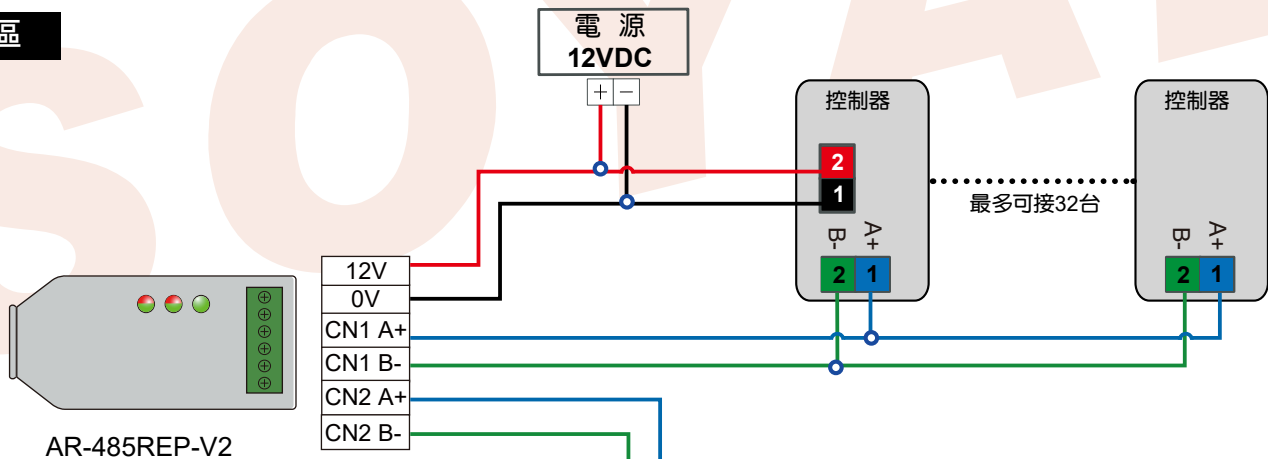 區
電 源
12VDC
+ −
控制器
控制器
2
1
最多可接32台
B- A+
B- A+
2 1
2 1
12V
0V
CN1 A+
CN1 B-
CN2 A+
CN2 B-
AR-485REP-V2
SOYAL